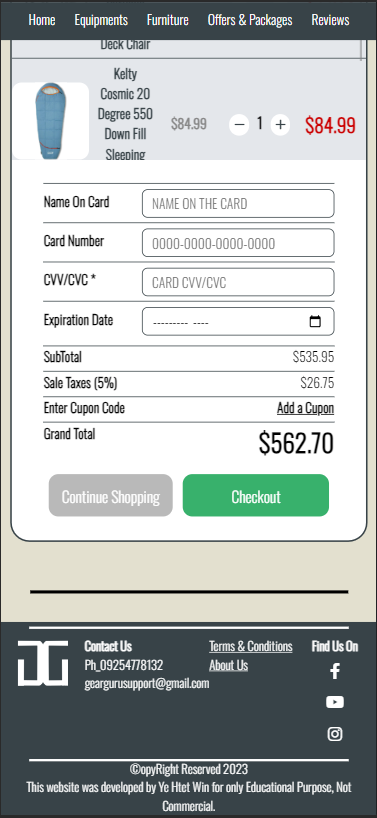 Home Equipments Furniture Offers & Packages Reviews
Deck Chair
Kelty
Cosmic 20
Degree 550
Down Fill
Sleeping
$84.99 − 1 + $84.99
Name On Card NAME ON THE CARD
Card Number 0000-0000-0000-0000
CVV/CVC * CARD CVV/CVC
Expiration Date --------- ----
SubTotal $535.95
Sale Taxes (5%) $26.75
Enter Cupon Code Add a Cupon
Grand Total $562.70
Continue Shopping Checkout
Contact Us Terms & Conditions Find Us On
Ph_09254778132 About Us
geargurusupport@gmail.com
©opyRight Reserved 2023
This website was developed by Ye Htet Win for only Educational Purpose, Not
Commercial.